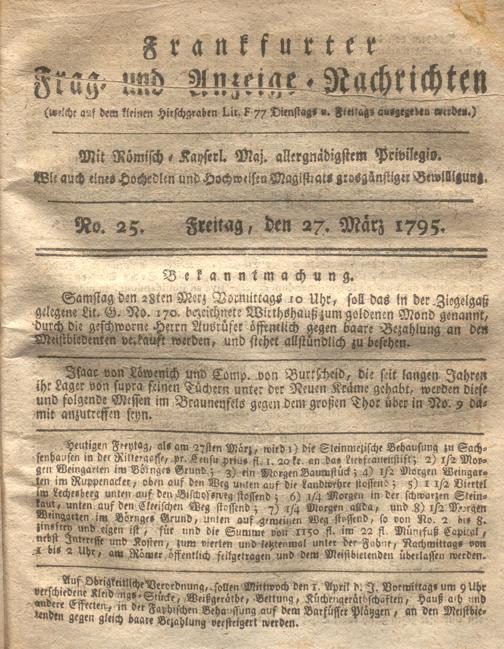 Frankfurter
Frag- und Anzeige-Nachrichten
(welche auf dem kleinen Hirschgraben Lit. F 77 Dienstags u. Freitags ausgegeben werden.)
Mit Römisch-Kayserl. Maj. allergnädigstem Privilegio.
Wie auch eines Hochedlen und Hochweisen Magistrats grosgünstiger Bewilligung.
No. 25. Freitag, den 27. März 1795.
Bekanntmachung.
Samstag den 28ten Merz Vormittags 10 Uhr, soll das in der Ziegelgaß
gelegene Lit. G. No. 170. bezeichnete Wirthshauß zum goldenen Mond genannt,
durch die geschworne Herrn Ausrüfer öffentlich gegen baare Bezahlung an den
Meistbietenden verkauft werden, und stehet allstündlich zu besehen.
Isaac von Löwenich und Comp. von Burtscheid, die seit langen Jahren
ihr Lager von supra feinen Tüchern unter der Neuen Kräme gehabt, werden diese
und folgende Messen im Braunenfels gegen dem großen Thor über in No. 9 da-
mit anzutreffen seyn.
Heutigen Freytag, als am 27sten März, wird 1) die Steinmezische Behausung zu Sach-
senhausen in der Rittergasse, pr. Censu prius fl. 1. 20 kr. an das Liebfrauenstift; 2) 1 1/2 Mor-
gen Weingarten im Börnges Grund; 3) ein Morgen Baumstück; 4) 1 1/2 Morgen Weingar-
ten im Ruppenacker, oben auf den Weg unten auf die Landwehr stossend; 5) 1 1/2 Viertel
im Lechesberg unten auf den Bischofsweg stossend; 6) 1/4 Morgen in der schwarzen Stein-
kaut, unten auf den Weg stossend; 7) 1/4 Morgen allda, und 8) 1/2 Morgen
Weingarten im Börnges Grund, unten auf gemeinen Weg stossend, so von No. 2 bis 8.
zinsfrey und eigen ist, für und die Summe von 1150 fl. im 22 fl. Münzfus Capital,
nebst Interesse und Kosten, zum vierten und letztenmal unter der Fahne, Nachmittags von
1 bis 2 Uhr, am Römer öffentlich feilgetragen und dem Meistbietenden überlassen werden.
Auf Obrigkeitliche Verordnung, sollen Mittwoch den 1. April d. J. Vormittags um 9 Uhr
verschiedene Kleidungs-Stücke, Weißgeräthe, Bettung, Küchengeräthschaften, Hauß und
andere Effecten, in der Behausung auf dem Barfüsser Plätzgen, an den Meistbie-
tenden gegen gleich baare Bezahlung versteigert werden.